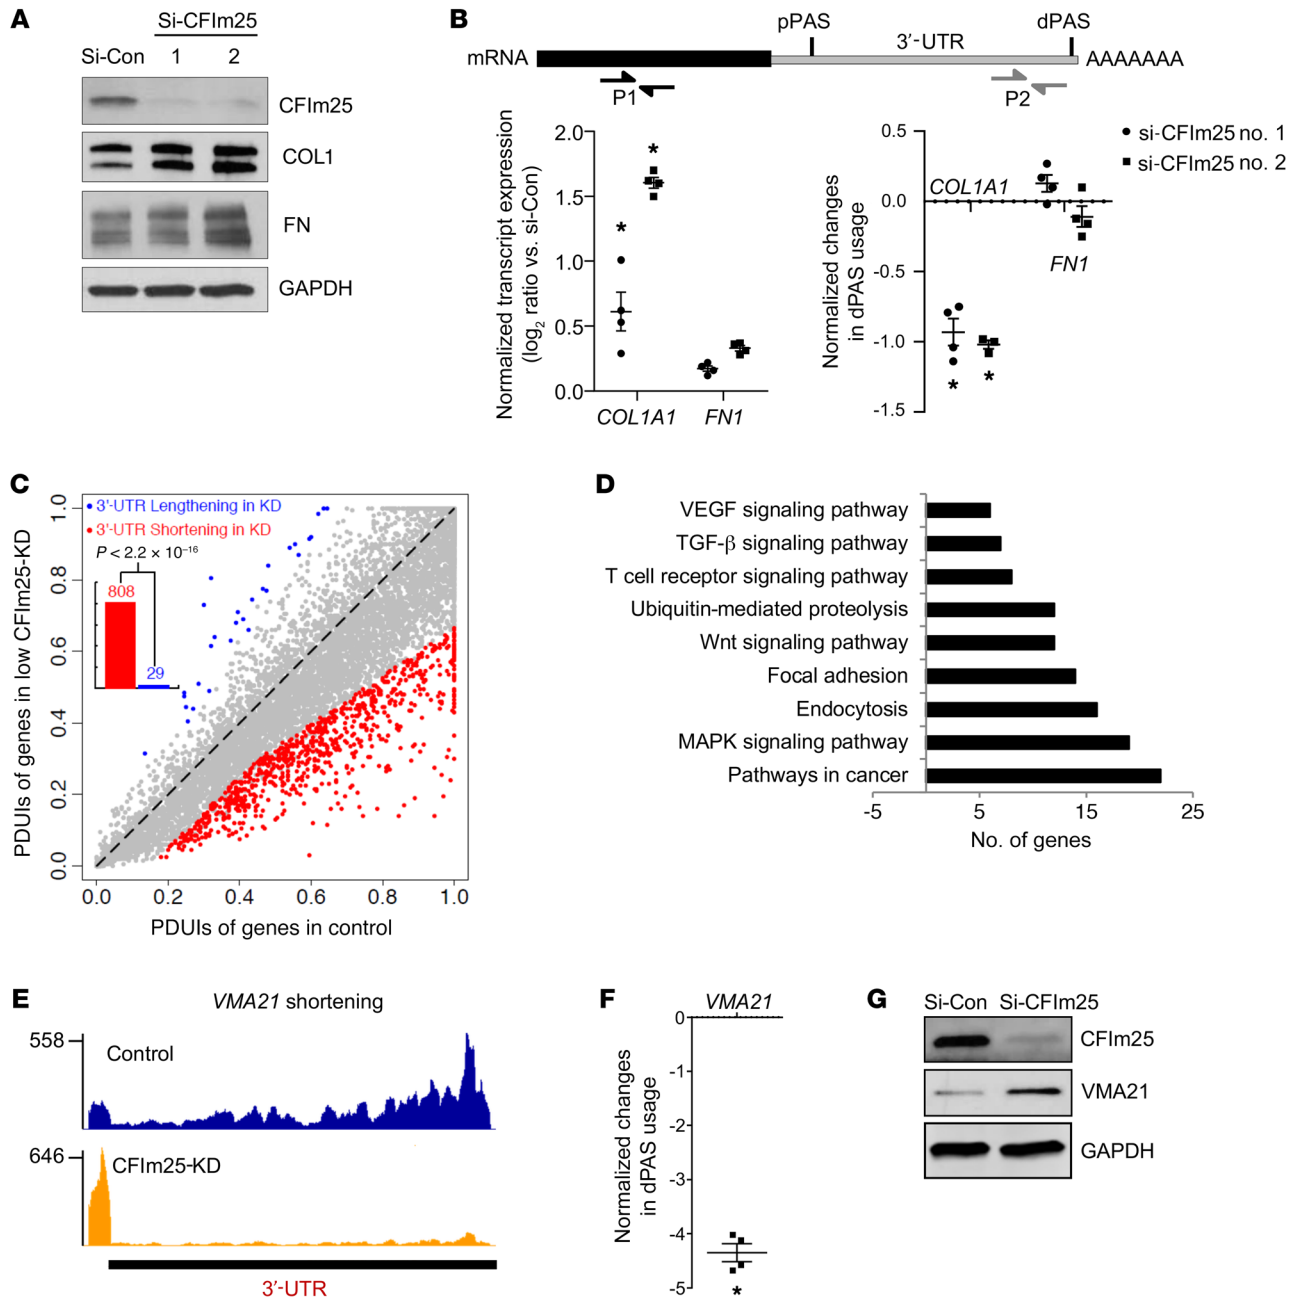 A
Si-CFIm25
Si-Con 1 2
CFIm25
COL1
FN
GAPDH
B
pPAS
dPAS
3′-UTR
mRNA
AAAAAAA
P1
P2
Normalized transcript expression
(log2 ratio vs. si-Con)
2.0
1.5
1.0
0.5
0.0
*
*
COL1A1
FN1
Normalized changes
in dPAS usage
0.5
0.0
-0.5
-1.0
-1.5
COL1A1
FN1
*
*
si-CFIm25 no. 1
si-CFIm25 no. 2
C
3'-UTR Lengthening in KD
3'-UTR Shortening in KD
P < 2.2 × 10–16
808
29
PDUIs of genes in low CFIm25-KD
1.0
0.8
0.6
0.4
0.2
0.0
0.0 0.2 0.4 0.6 0.8 1.0
PDUIs of genes in control
D
VEGF signaling pathway
TGF-β signaling pathway
T cell receptor signaling pathway
Ubiquitin-mediated proteolysis
Wnt signaling pathway
Focal adhesion
Endocytosis
MAPK signaling pathway
Pathways in cancer
-5 5 15 25
No. of genes
E
VMA21 shortening
558
Control
646
CFIm25-KD
3′-UTR
F
VMA21
Normalized changes
in dPAS usage
0
-1
-2
-3
-4
-5
*
G
Si-Con Si-CFIm25
CFIm25
VMA21
GAPDH